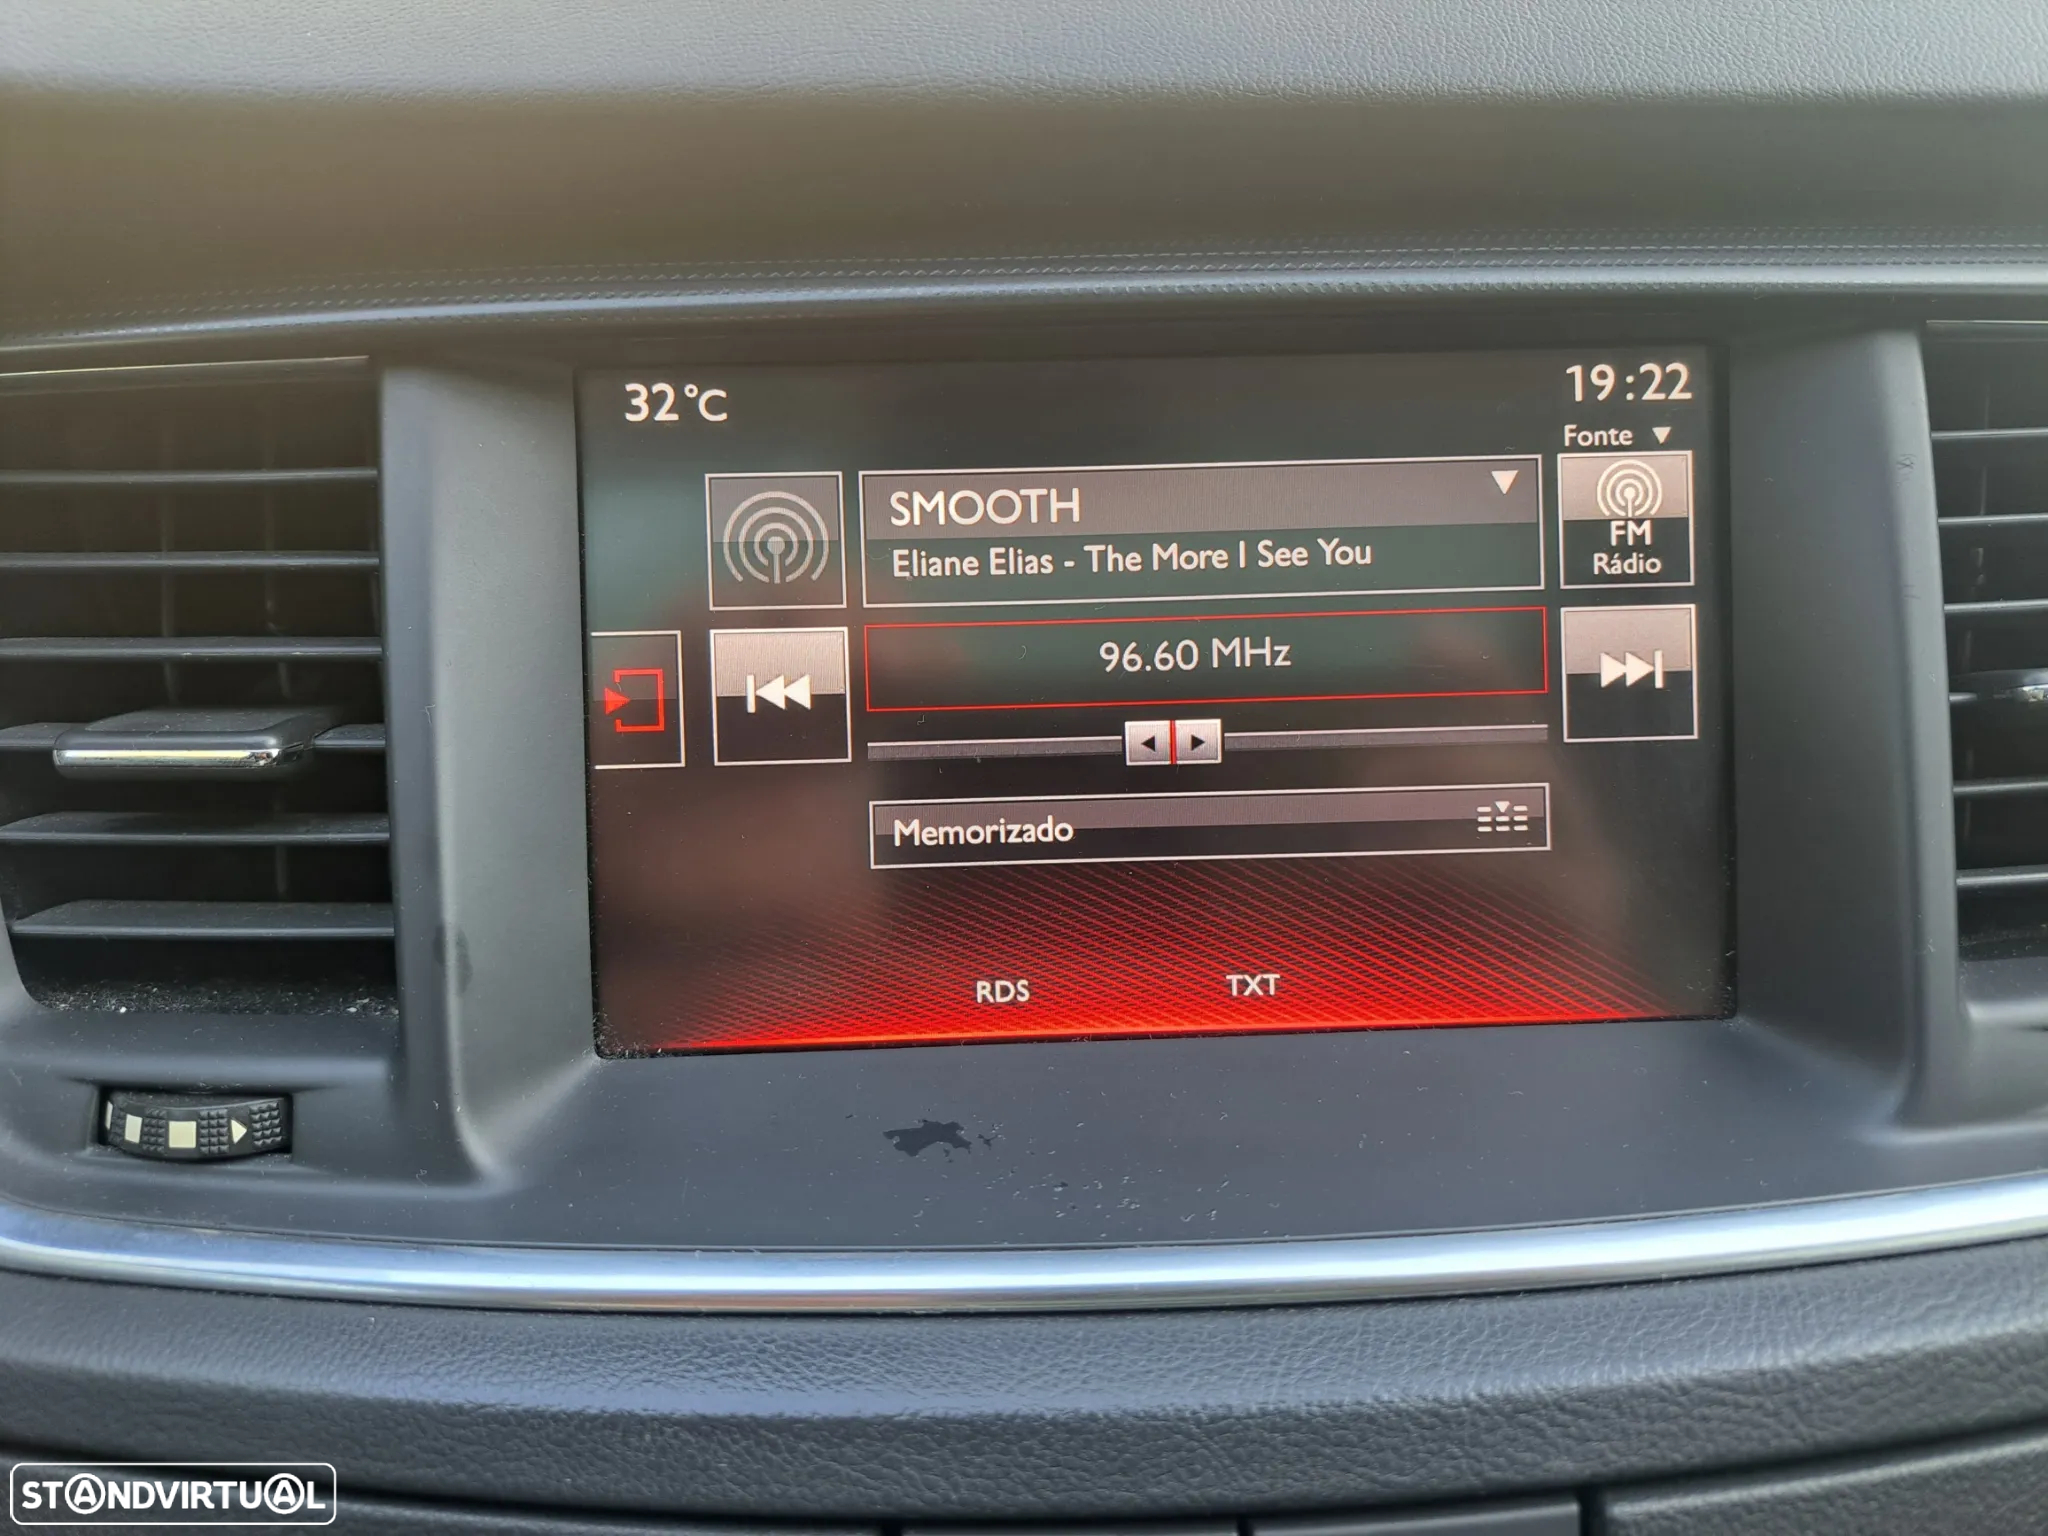 32°C
19:22
Fonte
SMOOTH
Eliane Elias - The More I See You
FM
Rádio
96.60 MHz
Memorizado
RDS
TXT
STANDVIRTUAL